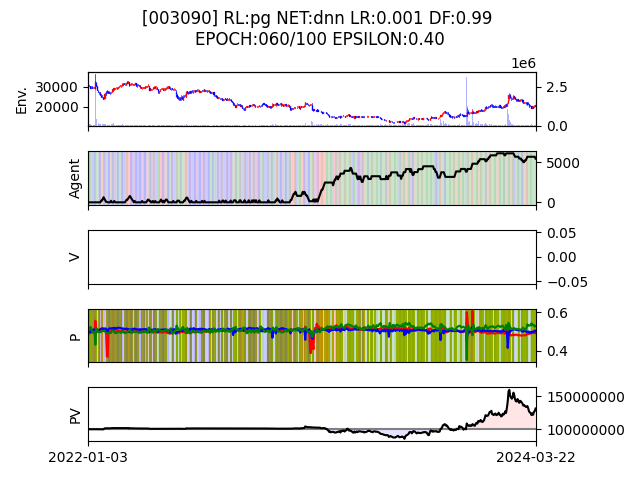 [003090] RL:pg NET:dnn LR:0.001 DF:0.99
EPOCH:060/100 EPSILON:0.40
1e6
Env.
30000
20000
2.5
0.0
Agent
5000
0
V
0.05
0.00
−0.05
P
0.6
0.4
PV
150000000
100000000
2022-01-03
2024-03-22